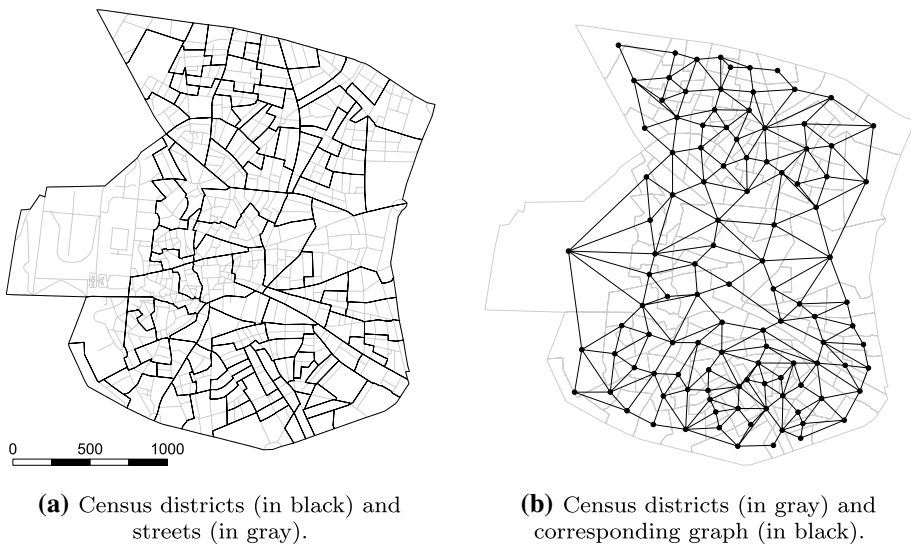 0 500 1000
(a) Census districts (in black) and
streets (in gray).
(b) Census districts (in gray) and
corresponding graph (in black).